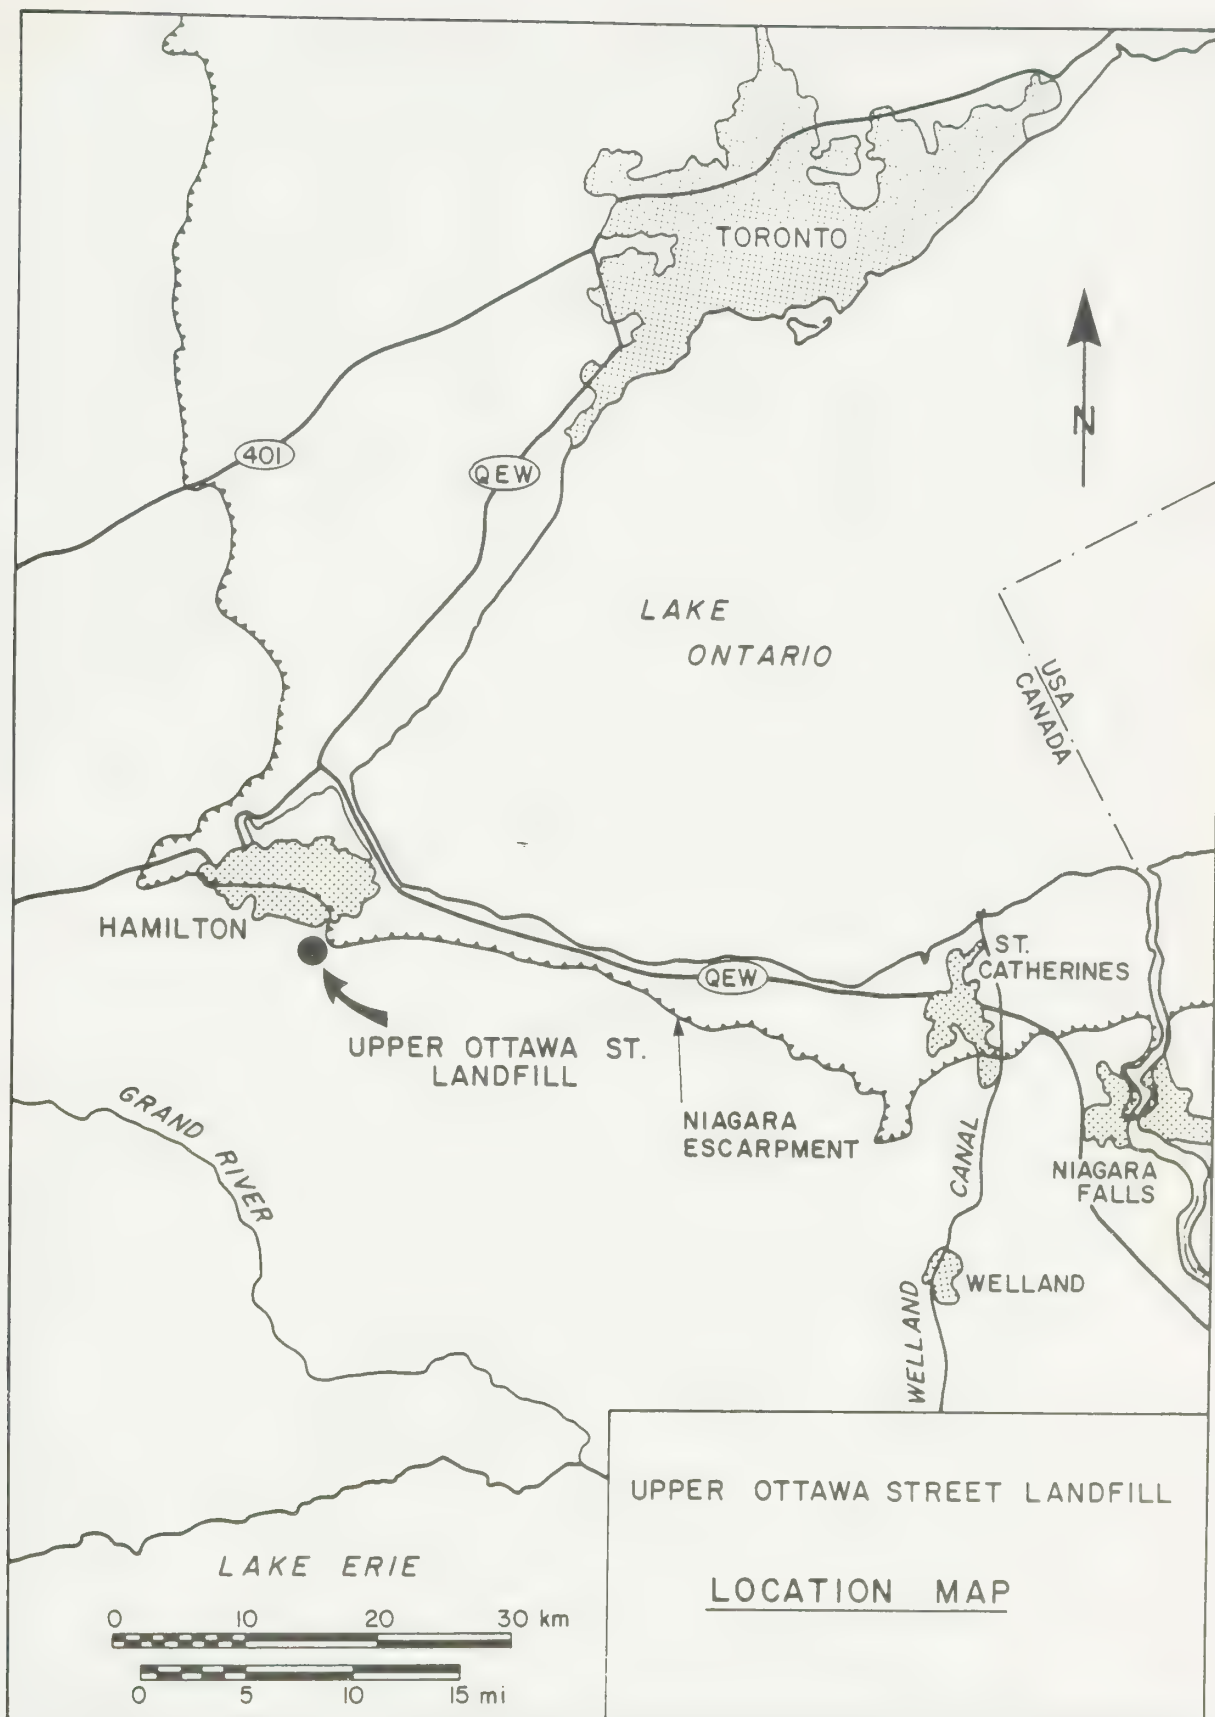 TORONTO
401
QEW
N
LAKE
ONTARIO
USA
CANADA
HAMILTON
ST.
CATHERINES
QEW
UPPER OTTAWA ST.
LANDFILL
GRAND RIVER
NIAGARA
ESCARPMENT
NIAGARA
FALLS
WELLAND CANAL
WELLAND
UPPER OTTAWA STREET LANDFILL
LOCATION MAP
LAKE ERIE
0 10 20 30 km
0 5 10 15 mi